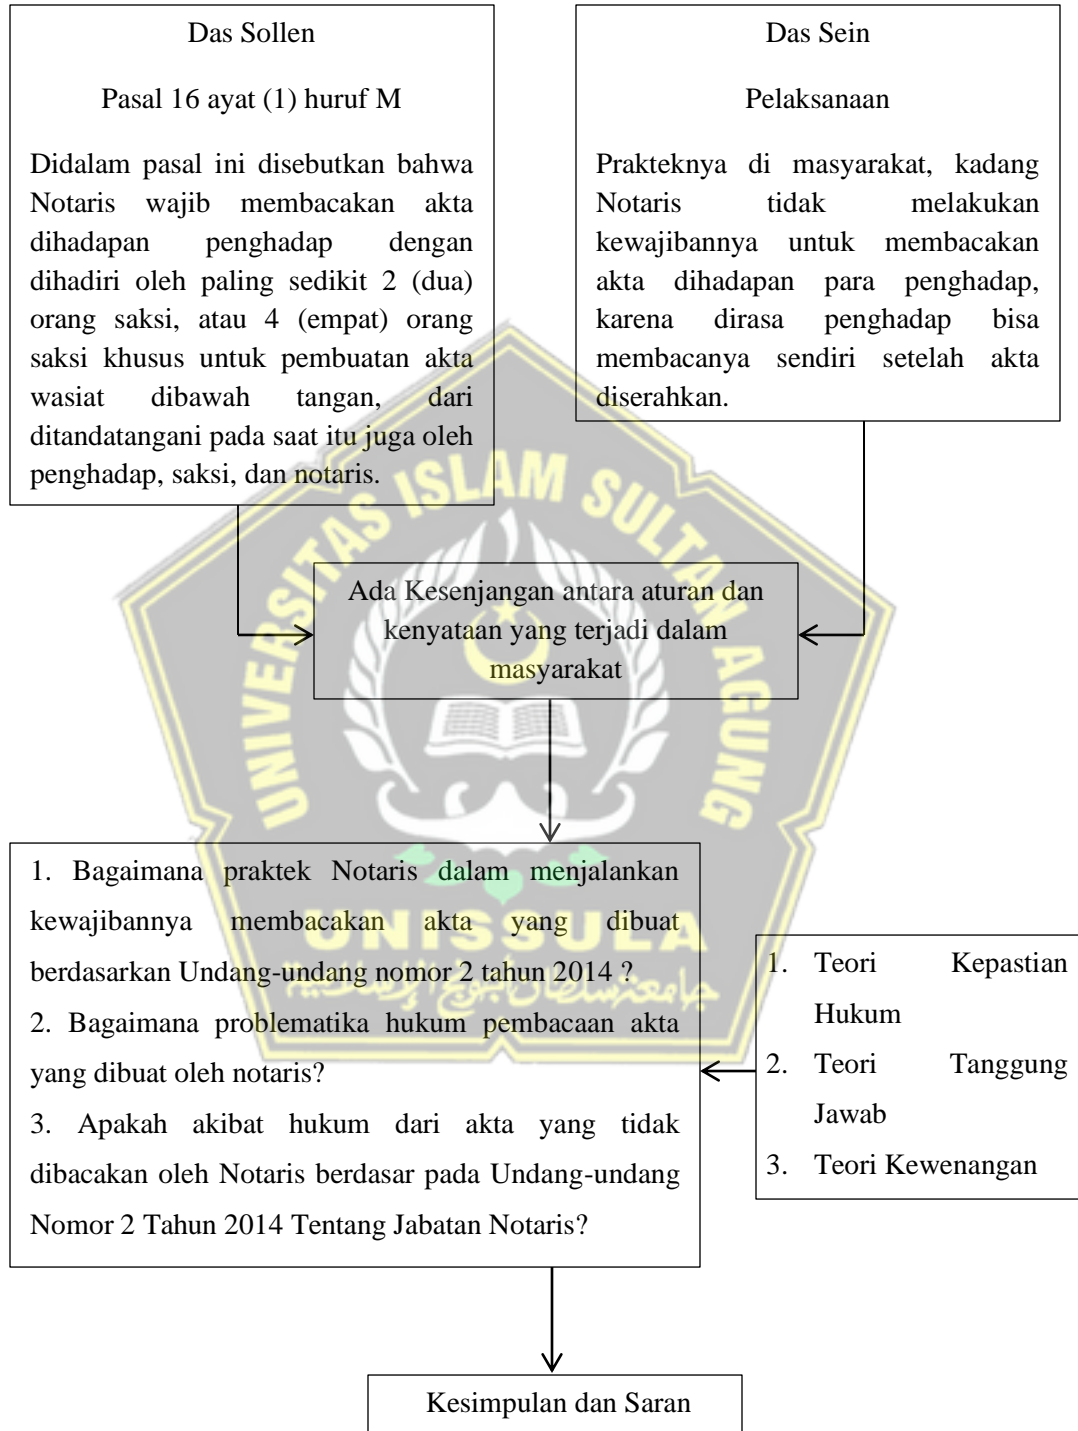 Das Sollen
Pasal 16 ayat (1) huruf M
Didalam pasal ini disebutkan bahwa
Notaris wajib membacakan akta
dihadapan penghadap dengan
dihadiri oleh paling sedikit 2 (dua)
orang saksi, atau 4 (empat) orang
saksi khusus untuk pembuatan akta
wasiat dibawah tangan, dari
ditandatangani pada saat itu juga oleh
penghadap, saksi, dan notaris.
Das Sein
Pelaksanaan
Prakteknya di masyarakat, kadang
Notaris tidak melakukan
kewajibannya untuk membacakan
akta dihadapan para penghadap,
karena dirasa penghadap bisa
membacanya sendiri setelah akta
diserahkan.
UNIVERSITAS ISLAM SULTAN AGUNG
Ada Kesenjangan antara aturan dan
kenyataan yang terjadi dalam
masyarakat
1. Bagaimana praktek Notaris dalam menjalankan
kewajibannya membacakan akta yang dibuat
berdasarkan Undang-undang nomor 2 tahun 2014 ?
2. Bagaimana problematika hukum pembacaan akta
yang dibuat oleh notaris?
3. Apakah akibat hukum dari akta yang tidak
dibacakan oleh Notaris berdasar pada Undang-undang
Nomor 2 Tahun 2014 Tentang Jabatan Notaris?
UNISSULA
جامعة سلطان أجونج الإسلامية
1. Teori Kepastian
Hukum
2. Teori Tanggung
Jawab
3. Teori Kewenangan
Kesimpulan dan Saran